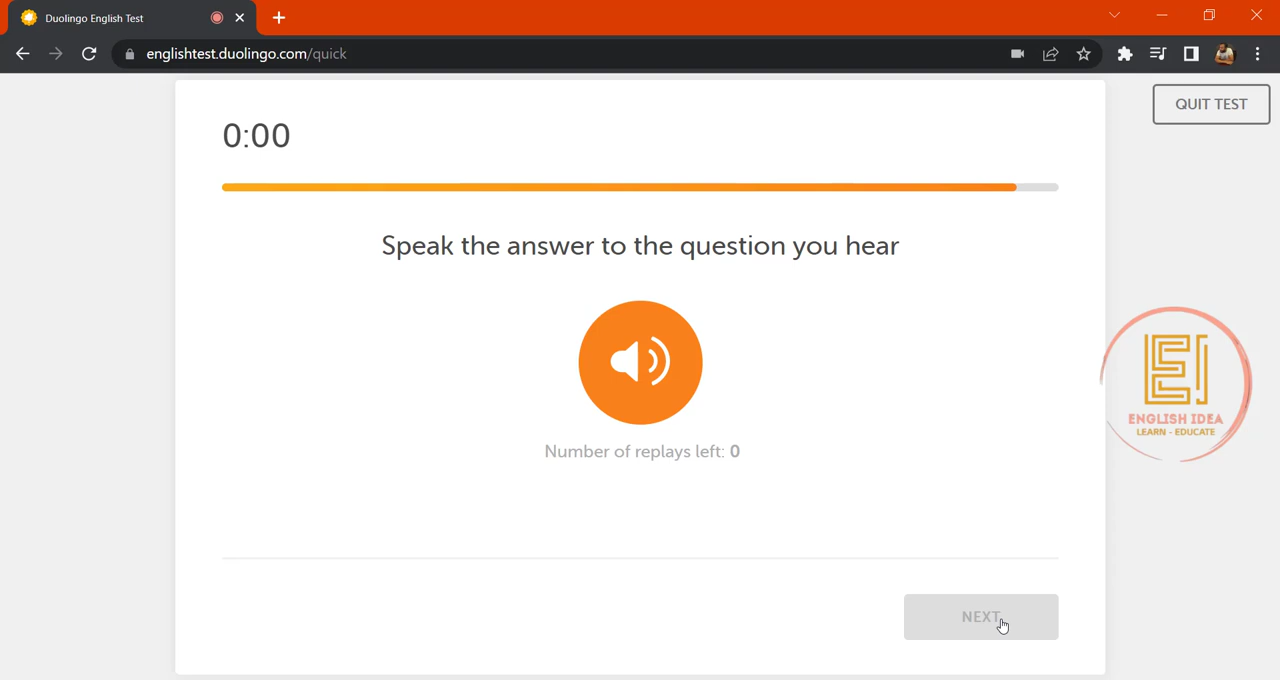 Duolingo English Test
englishtest.duolingo.com/quick
QUIT TEST
0:00
Speak the answer to the question you hear
Number of replays left: 0
EI
ENGLISH IDEA
LEARN - EDUCATE
NEXT